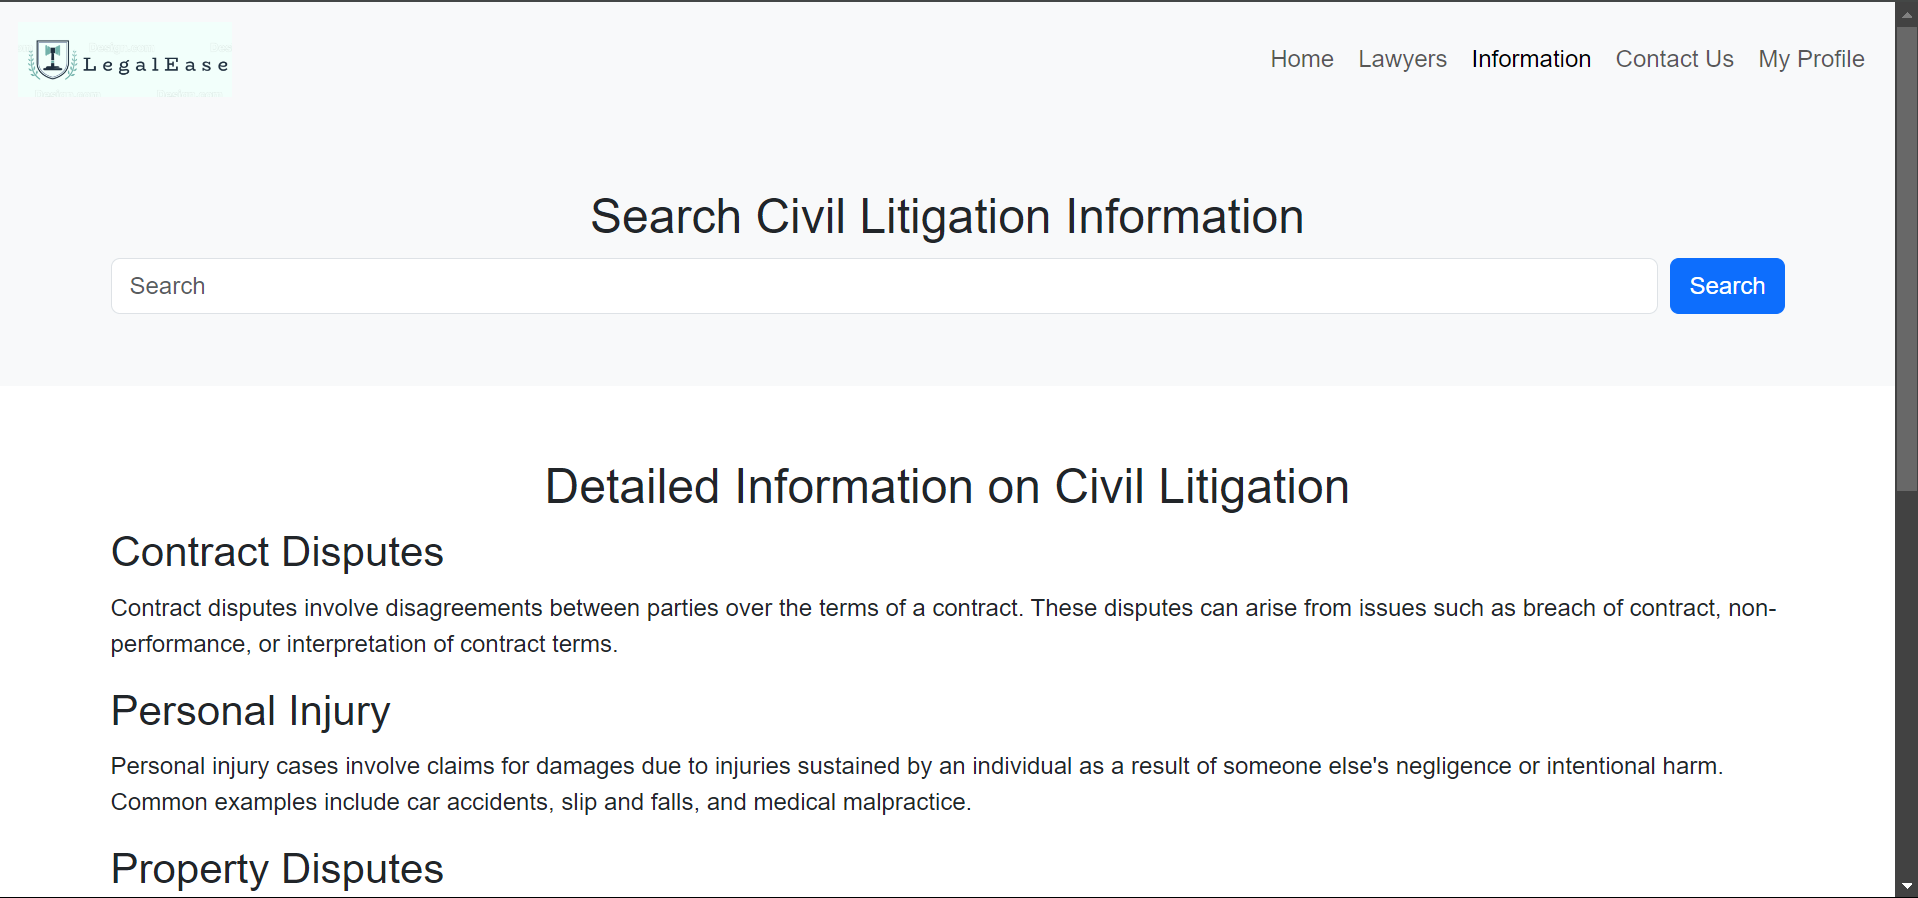 LegalEase
Home Lawyers Information Contact Us My Profile
Search Civil Litigation Information
Search Search
Detailed Information on Civil Litigation
Contract Disputes
Contract disputes involve disagreements between parties over the terms of a contract. These disputes can arise from issues such as breach of contract, non-
performance, or interpretation of contract terms.
Personal Injury
Personal injury cases involve claims for damages due to injuries sustained by an individual as a result of someone else's negligence or intentional harm.
Common examples include car accidents, slip and falls, and medical malpractice.
Property Disputes